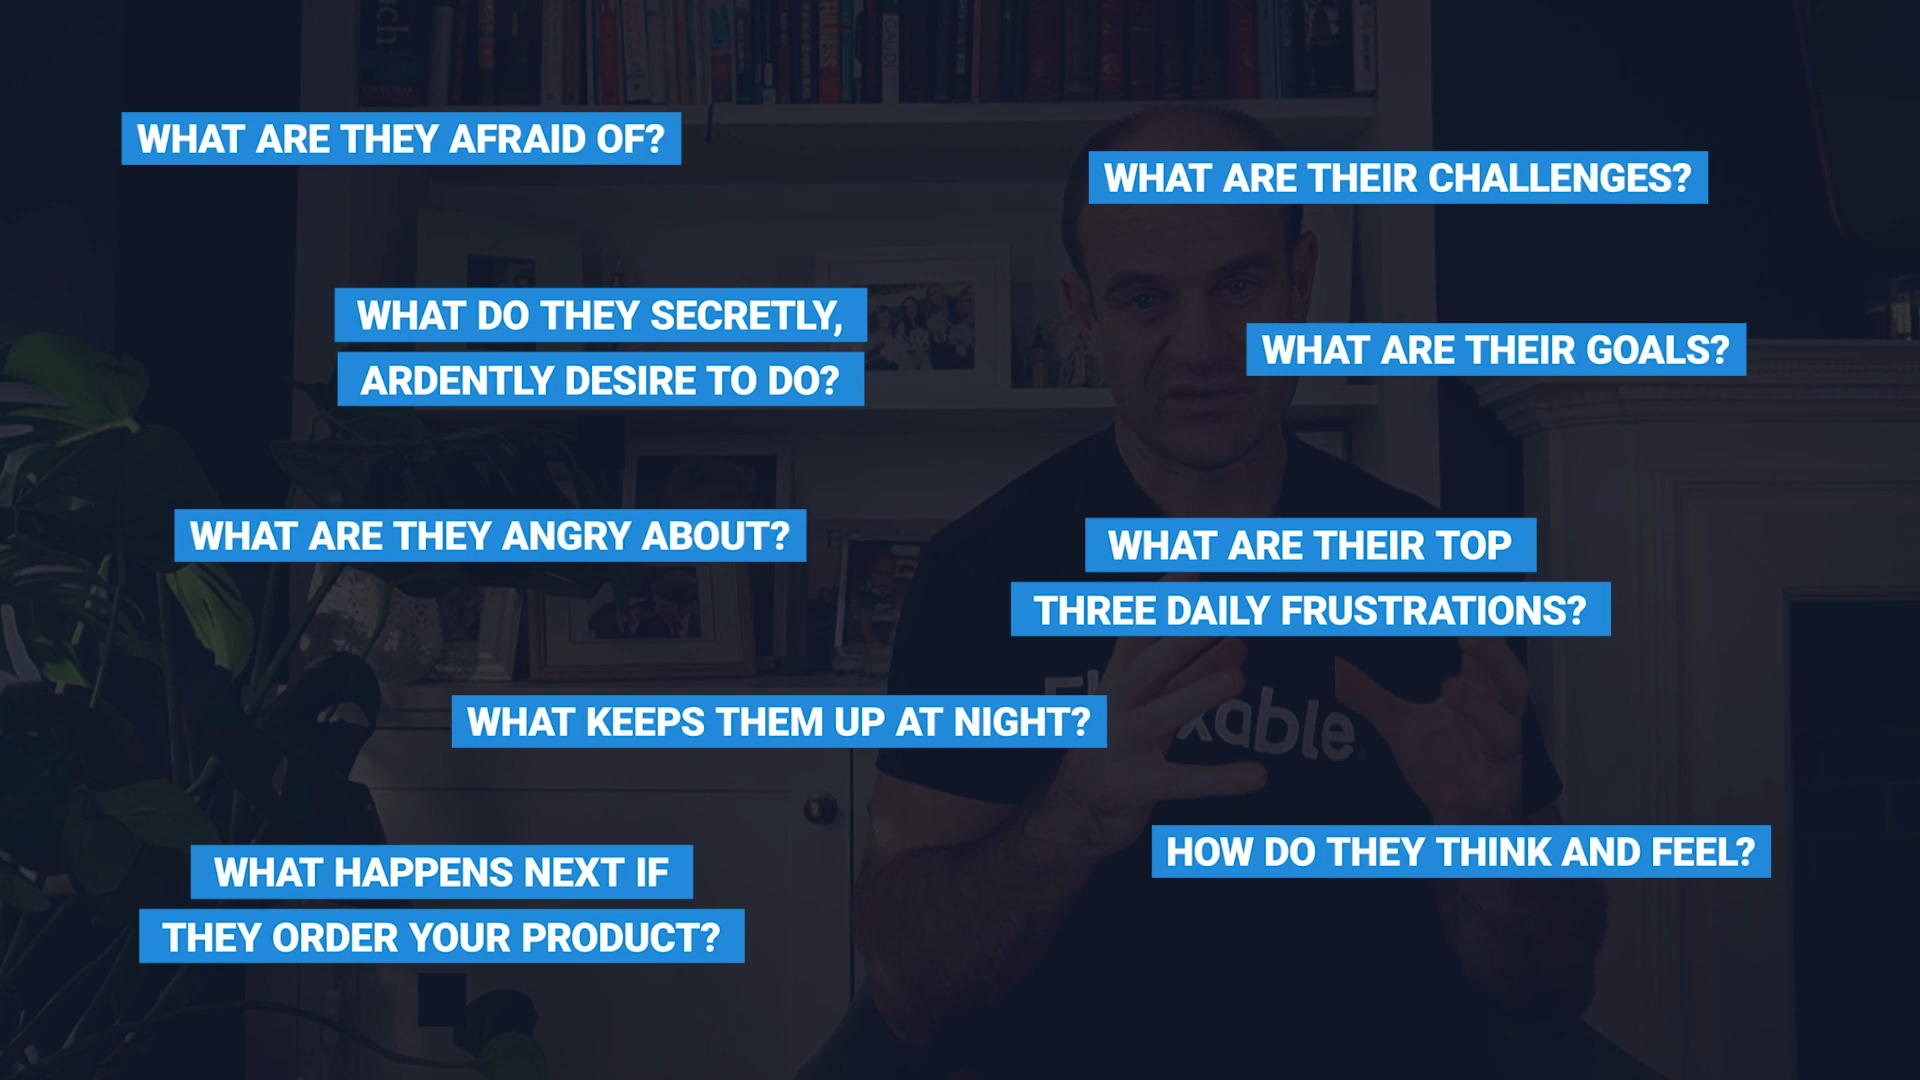 WHAT ARE THEY AFRAID OF?
WHAT ARE THEIR CHALLENGES?
WHAT DO THEY SECRETLY,
ARDENTLY DESIRE TO DO?
WHAT ARE THEIR GOALS?
WHAT ARE THEY ANGRY ABOUT?
WHAT ARE THEIR TOP
THREE DAILY FRUSTRATIONS?
WHAT KEEPS THEM UP AT NIGHT?
HOW DO THEY THINK AND FEEL?
WHAT HAPPENS NEXT IF
THEY ORDER YOUR PRODUCT?